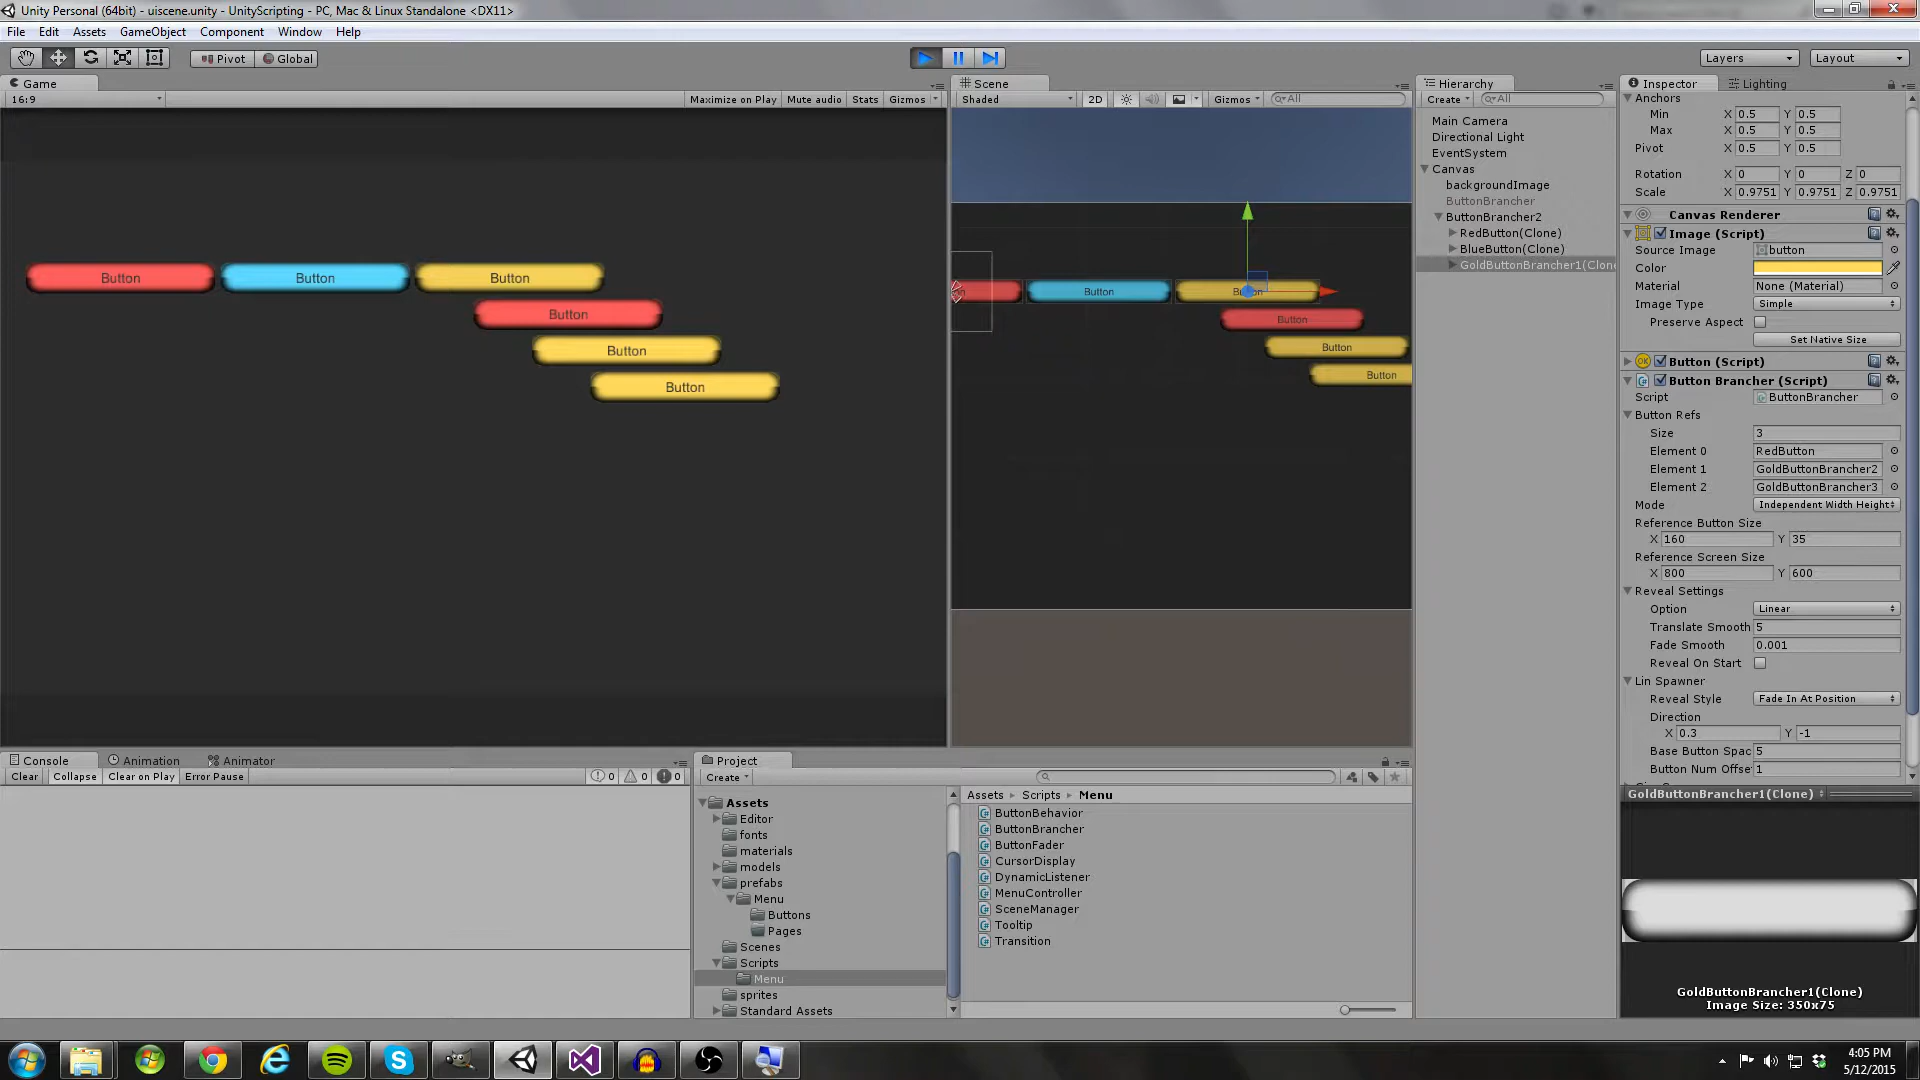 Unity Personal (64bit) - uiscene.unity - UnityScripting - PC, Mac & Linux Standalone <DX11>
File Edit Assets GameObject Component Window Help
Pivot Global Layers Layout
Game
16:9 Maximize on Play Mute audio Stats Gizmos
Button Button Button
Button
Button
Button
Scene
Shaded 2D Gizmos All
Button Button
Button
Button
Button
Hierarchy
Create All
Main Camera
Directional Light
EventSystem
Canvas
backgroundImage
ButtonBrancher
ButtonBrancher2
RedButton(Clone)
BlueButton(Clone)
GoldButtonBrancher1(Clone
Inspector Lighting
Anchors
Min X 0.5 Y 0.5
Max X 0.5 Y 0.5
Pivot X 0.5 Y 0.5
Rotation X 0 Y 0 Z 0
Scale X 0.9751 Y 0.9751 Z 0.9751
Canvas Renderer
Image (Script)
Source Image button
Color
Material None (Material)
Image Type Simple
Preserve Aspect
Set Native Size
Button (Script)
Button Brancher (Script)
Script ButtonBrancher
Button Refs
Size 3
Element 0 RedButton
Element 1 GoldButtonBrancher2
Element 2 GoldButtonBrancher3
Mode Independent Width Height
Reference Button Size
X 160 Y 35
Reference Screen Size
X 800 Y 600
Reveal Settings
Option Linear
Translate Smooth 5
Fade Smooth 0.001
Reveal On Start
Lin Spawner
Reveal Style Fade In At Position
Direction
X 0.3 Y -1
Base Button Spac 5
Button Num Offse 1
GoldButtonBrancher1(Clone)
GoldButtonBrancher1(Clone)
Image Size: 350x75
Console Animation Animator
Clear Collapse Clear on Play Error Pause 0 0 0
Project
Create
Assets
Editor
fonts
materials
models
prefabs
Menu
Buttons
Pages
Scenes
Scripts
Menu
sprites
Standard Assets
Assets ▸ Scripts ▸ Menu
ButtonBehavior
ButtonBrancher
ButtonFader
CursorDisplay
DynamicListener
MenuController
SceneManager
Tooltip
Transition
4:05 PM
5/12/2015